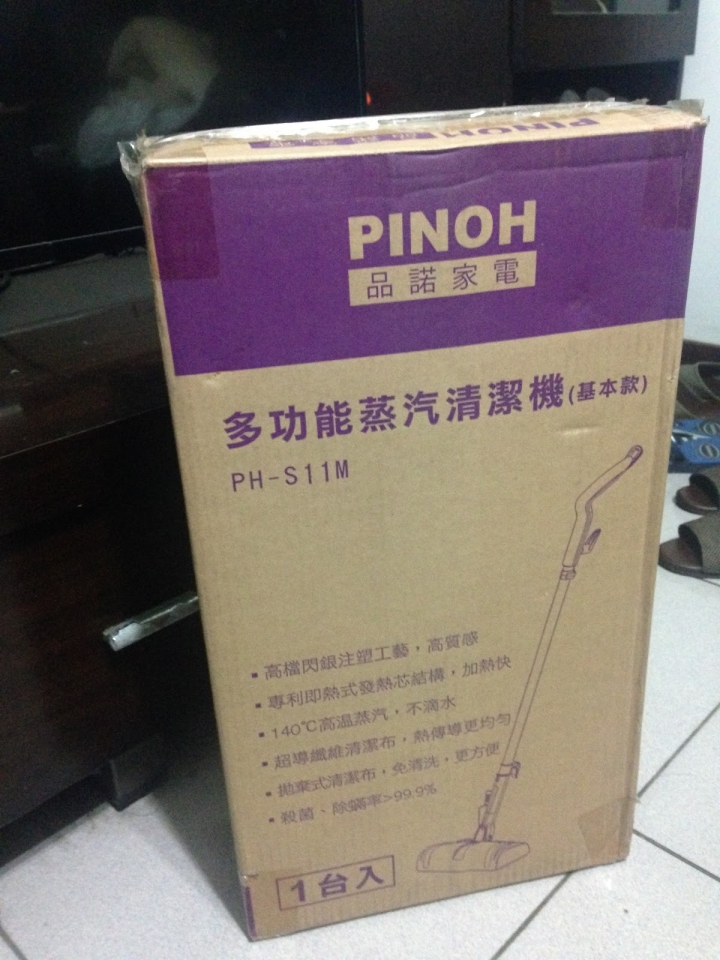 PINOH
PINOH
品諾家電
多功能蒸汽清潔機(基本款)
PH-S11M
▪高檔閃銀注塑工藝，高質感
▪專利即熱式發熱芯結構，加熱快
▪140℃高溫蒸汽，不滴水
▪超導纖維清潔布，熱傳導更均勻
▪拋棄式清潔布，免清洗，更方便
▪殺菌、除蟎率>99.9%
1台入